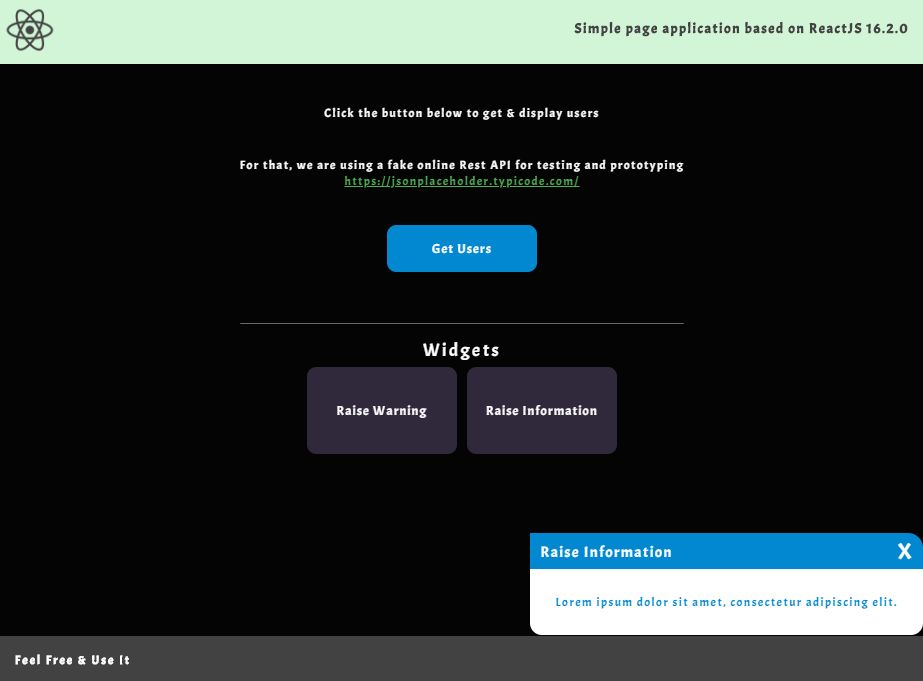 Simple page application based on ReactJS 16.2.0
Click the button below to get & display users
For that, we are using a fake online Rest API for testing and prototyping
https://jsonplaceholder.typicode.com/
Get Users
Widgets
Raise Warning
Raise Information
Raise Information
X
Lorem ipsum dolor sit amet, consectetur adipiscing elit.
Feel Free & Use It